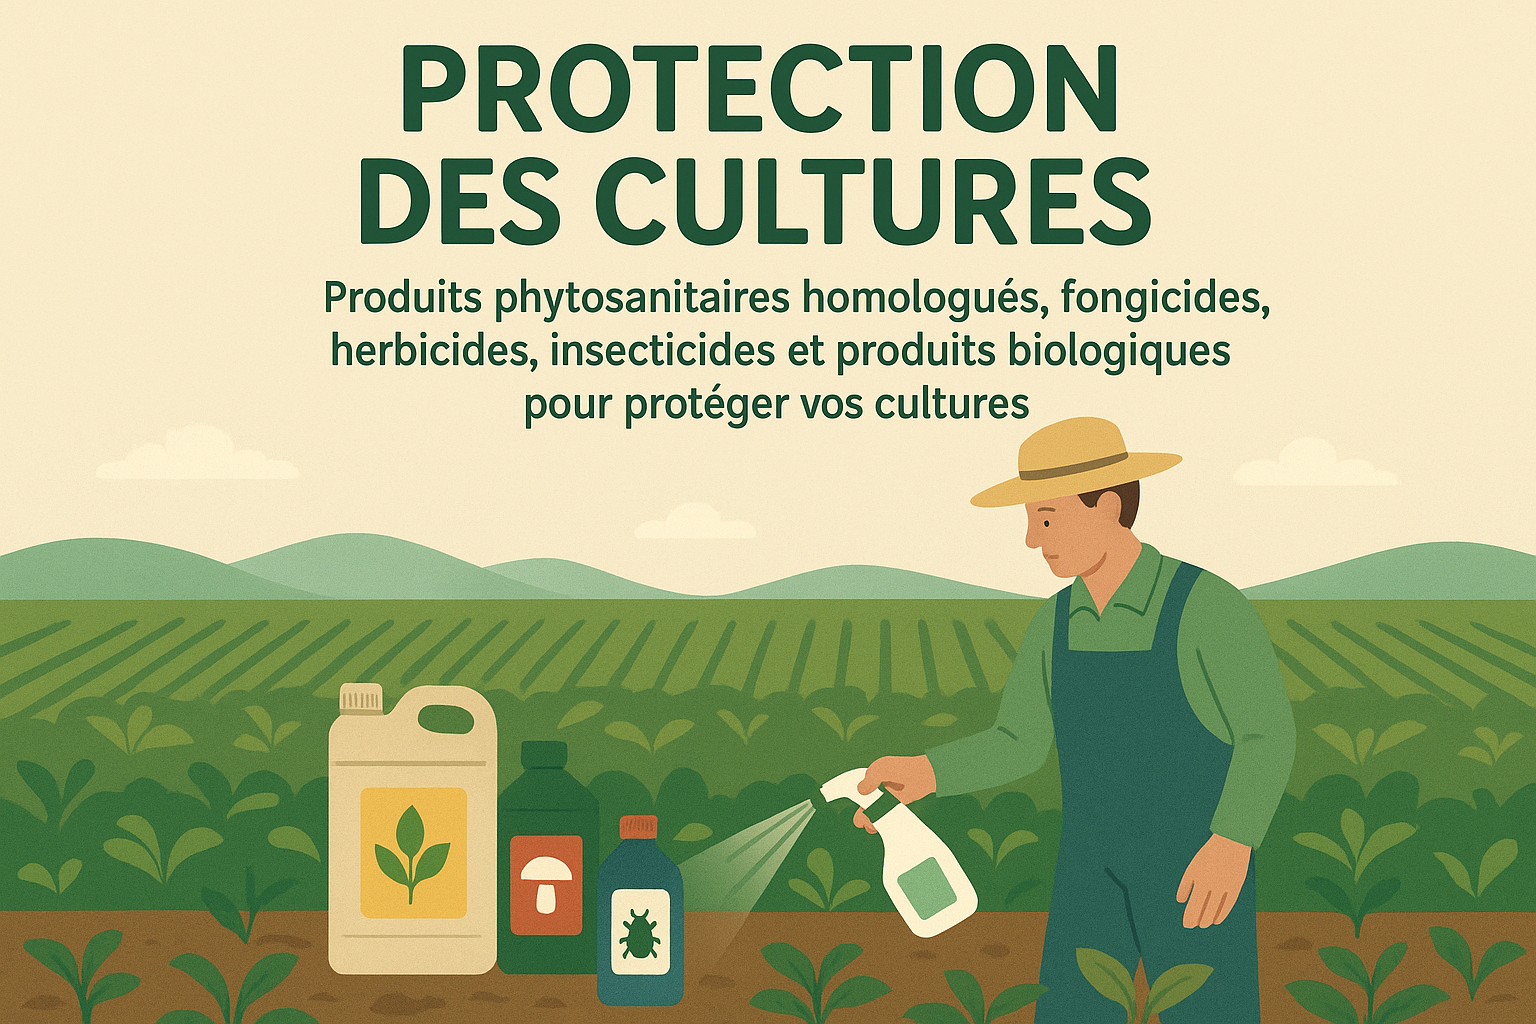 PROTECTION
DES CULTURES
Produits phytosanitaires homologués, fongicides,
herbicides, insecticides et produits biologiques
pour protéger vos cultures